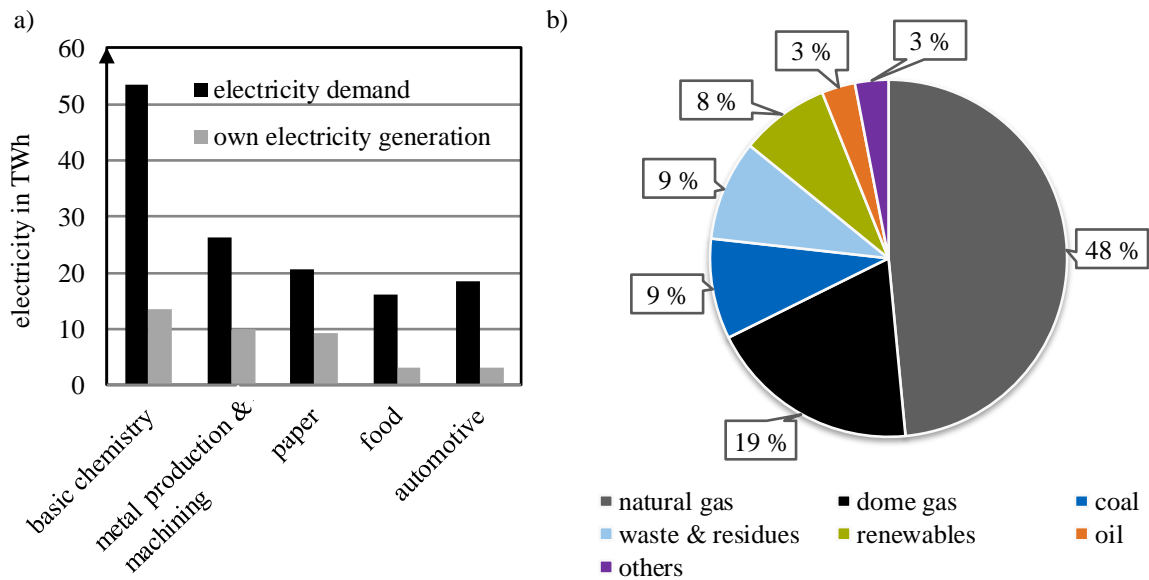 a)
electricity in TWh
60
50
40
30
20
10
0
electricity demand
own electricity generation
basic chemistry
metal production &
machining
paper
food
automotive
b)
3 %
3 %
8 %
9 %
9 %
19 %
48 %
natural gas
dome gas
coal
waste & residues
renewables
oil
others